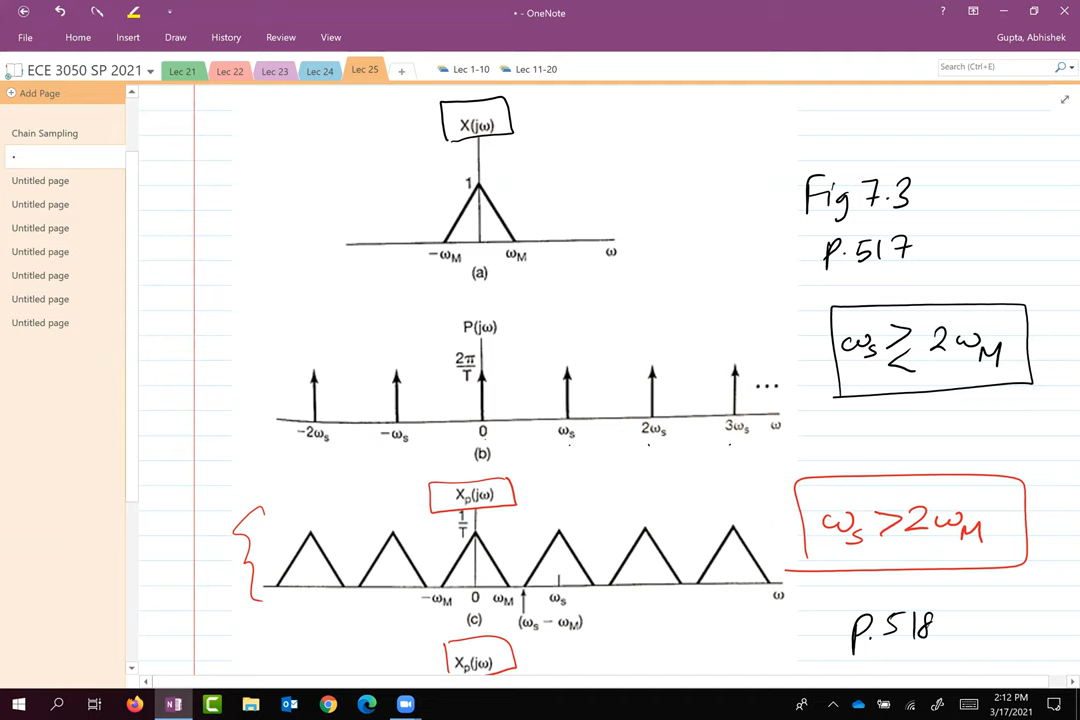 • - OneNote
?
Gupta, Abhishek
File Home Insert Draw History Review View
ECE 3050 SP 2021
Lec 21
Lec 22
Lec 23
Lec 24
Lec 25
+
Lec 1-10
Lec 11-20
Search (Ctrl+E)
Add Page
Chain Sampling
•
Untitled page
Untitled page
Untitled page
Untitled page
Untitled page
Untitled page
Untitled page
X(jω)
1
-ωM ωM ω
(a)
Fig 7.3
p.517
P(jω)
2π
T
-2ωs -ωs 0 ωs 2ωs 3ωs ω
•••
(b)
ωs ≥ < 2ωM
Xp(jω)
1
T
-ωM 0 ωM ωs ω
(c) (ωs - ωM)
ωs > 2ωM
p.518
Xp(jω)
2:12 PM
3/17/2021